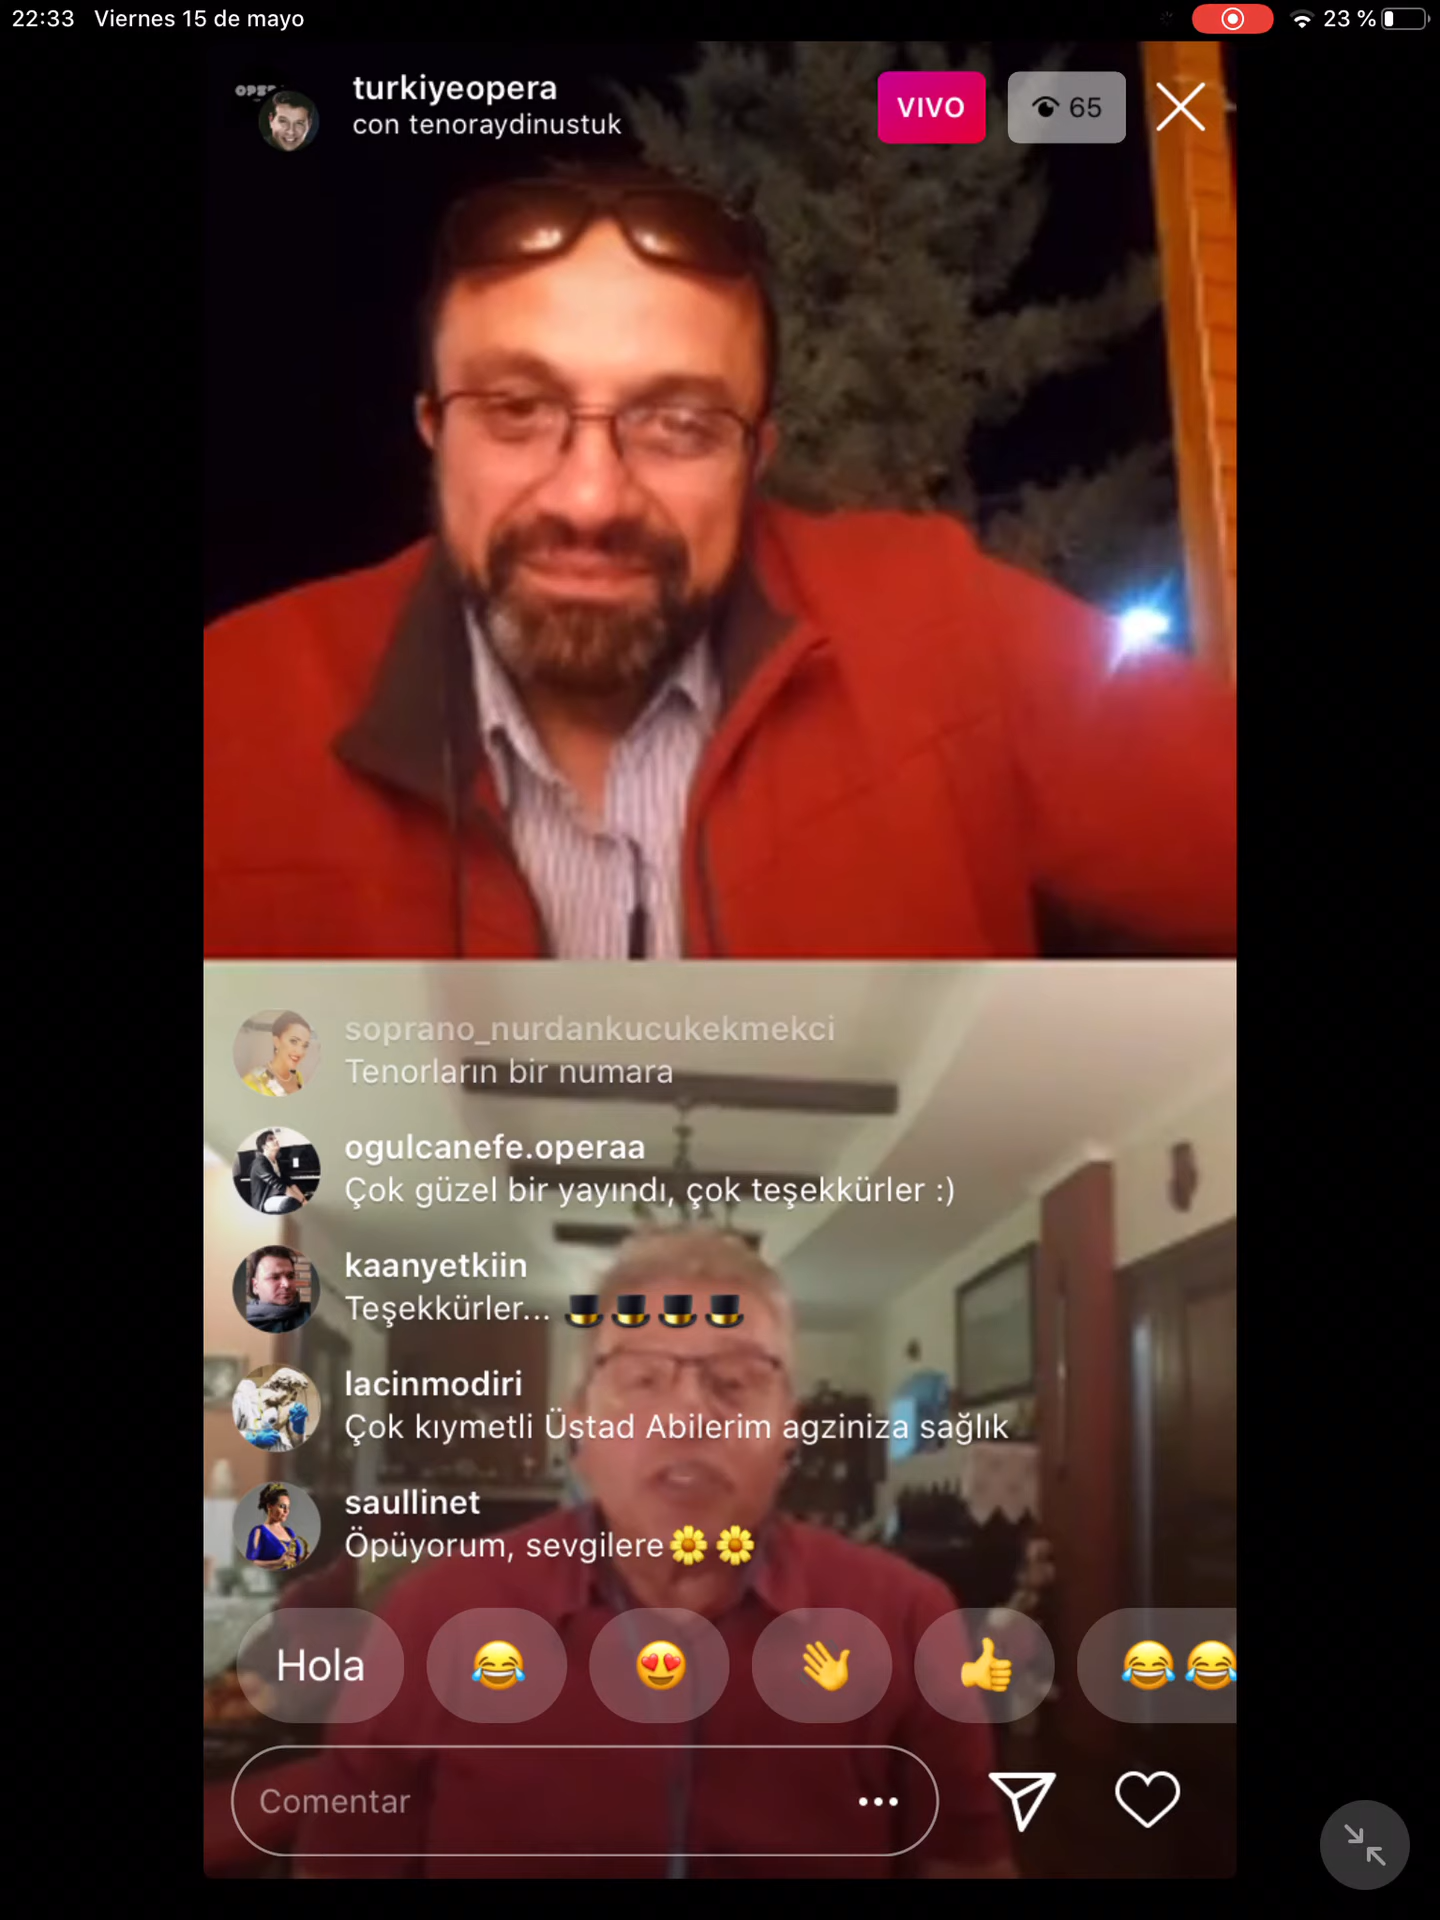 22:33 Viernes 15 de mayo
23 %
turkiyeopera
con tenoraydinustuk
VIVO
65
soprano_nurdankucukekmekci
Tenorların bir numara
ogulcanefe.operaa
Çok güzel bir yayındı, çok teşekkürler :)
kaanyetkiin
Teşekkürler... 🎩🎩🎩🎩
lacinmodiri
Çok kıymetli Üstad Abilerim agziniza sağlık
saullinet
Öpüyorum, sevgilere🌼🌼
Hola 😂 😍 👋 👍 😂😂
Comentar